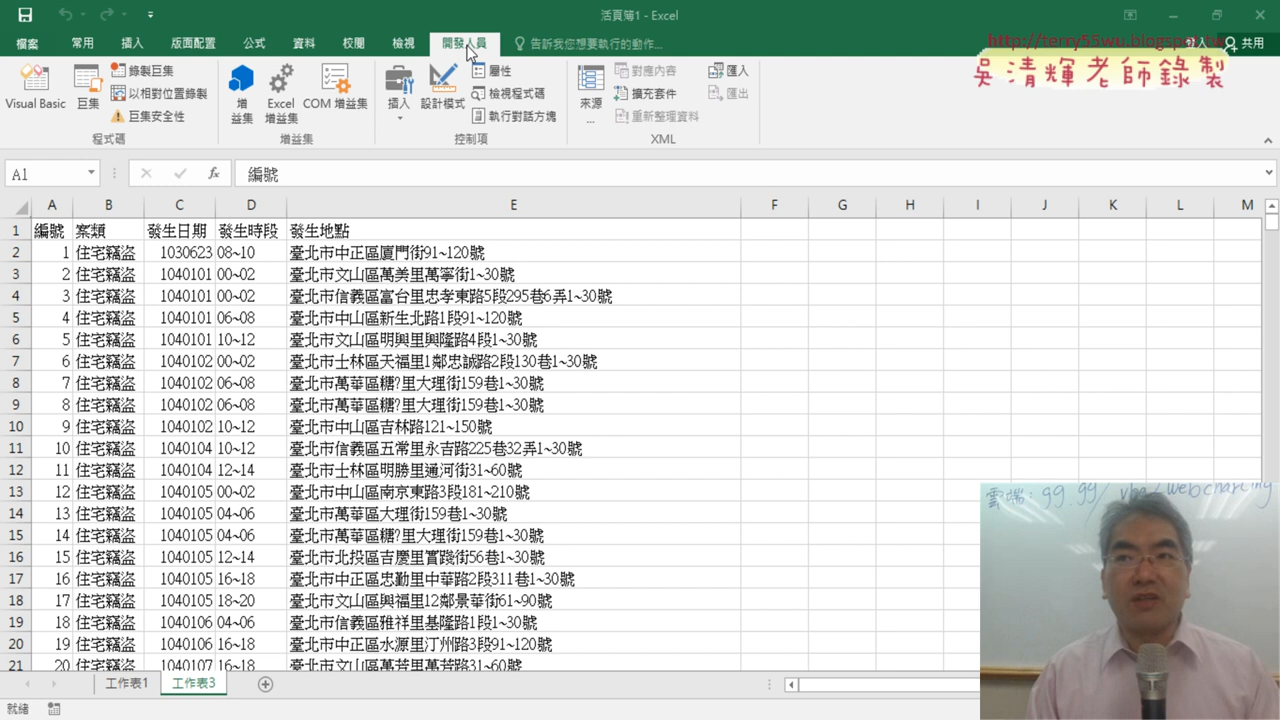 活頁簿1 - Excel
檔案 常用 插入 版面配置 公式 資料 校閱 檢視 開發人員 告訴我您想要執行的動作... 登入 共用
http://terry55wu.blogspot.tw
吳清輝老師錄製
Visual Basic 巨集 錄製巨集 以相對位置錄製 巨集安全性
增益集 Excel 增益集 COM 增益集
插入 設計模式 屬性 檢視程式碼 執行對話方塊
來源... 對應內容 擴充套件 重新整理資料 匯入 匯出
程式碼 增益集 控制項 XML
A1 fx 編號
A B C D E F G H I J K L M
1 編號 案類 發生日期 發生時段 發生地點
2 1 住宅竊盜 1030623 08~10 臺北市中正區廈門街91~120號
3 2 住宅竊盜 1040101 00~02 臺北市文山區萬美里萬寧街1~30號
4 3 住宅竊盜 1040101 00~02 臺北市信義區富台里忠孝東路5段295巷6弄1~30號
5 4 住宅竊盜 1040101 06~08 臺北市中山區新生北路1段91~120號
6 5 住宅竊盜 1040101 10~12 臺北市文山區明興里興隆路4段1~30號
7 6 住宅竊盜 1040102 00~02 臺北市士林區天福里1鄰忠誠路2段130巷1~30號
8 7 住宅竊盜 1040102 06~08 臺北市萬華區糖?里大理街159巷1~30號
9 8 住宅竊盜 1040102 06~08 臺北市萬華區糖?里大理街159巷1~30號
10 9 住宅竊盜 1040102 10~12 臺北市中山區吉林路121~150號
11 10 住宅竊盜 1040104 10~12 臺北市信義區五常里永吉路225巷32弄1~30號
12 11 住宅竊盜 1040104 12~14 臺北市士林區明勝里通河街31~60號
13 12 住宅竊盜 1040105 00~02 臺北市中山區南京東路3段181~210號
14 13 住宅竊盜 1040105 04~06 臺北市萬華區大理街159巷1~30號
15 14 住宅竊盜 1040105 04~06 臺北市萬華區糖?里大理街159巷1~30號
16 15 住宅竊盜 1040105 12~14 臺北市北投區吉慶里實踐街56巷1~30號
17 16 住宅竊盜 1040105 16~18 臺北市中正區忠勤里中華路2段311巷1~30號
18 17 住宅竊盜 1040105 18~20 臺北市文山區興福里12鄰景華街61~90號
19 18 住宅竊盜 1040106 04~06 臺北市信義區雅祥里基隆路1段1~30號
20 19 住宅竊盜 1040106 16~18 臺北市中正區水源里汀州路3段91~120號
21 20 住宅竊盜 1040107 16~18 臺北市文山區萬芳里萬芳路31~60號
雲端: gg.gg/
工作表1 工作表3
就緒